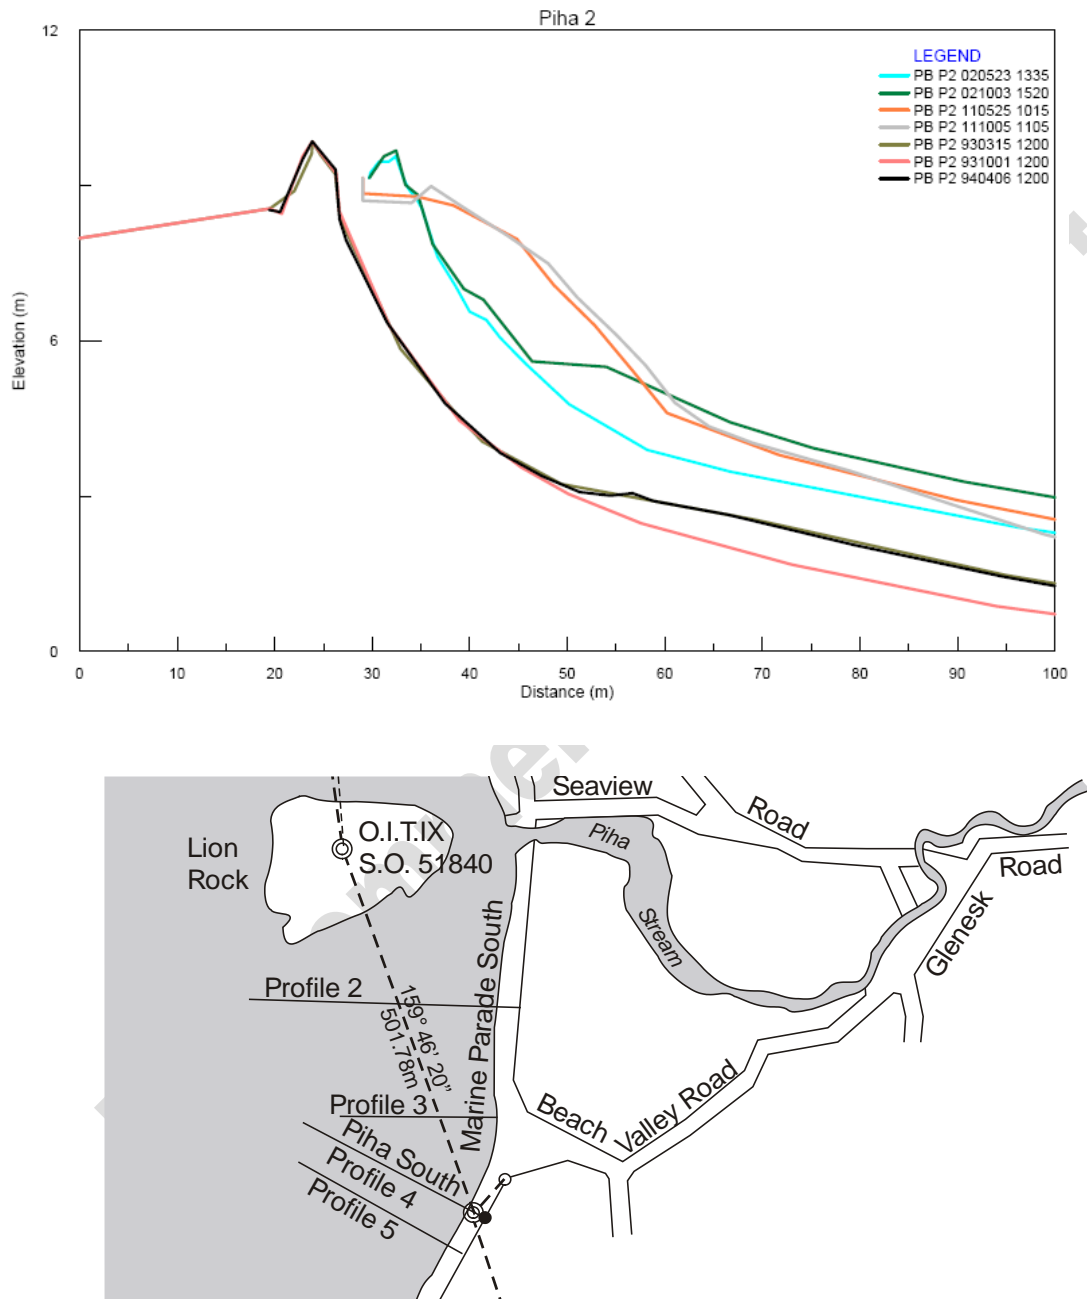 Piha 2
12
LEGEND
PB P2 020523 1335
PB P2 021003 1520
PB P2 110525 1015
PB P2 111005 1105
PB P2 930315 1200
PB P2 931001 1200
PB P2 940406 1200
Elevation (m)
6
0
0 10 20 30 40 50 60 70 80 90 100
Distance (m)
Seaview
Road
Piha
Stream
O.I.T.IX
S.O. 51840
Lion
Rock
Road
Glenesk
Marine Parade South
Profile 2
159° 46' 20"
501.78m
Profile 3
Beach
Valley Road
Piha South
Profile 4
Profile 5